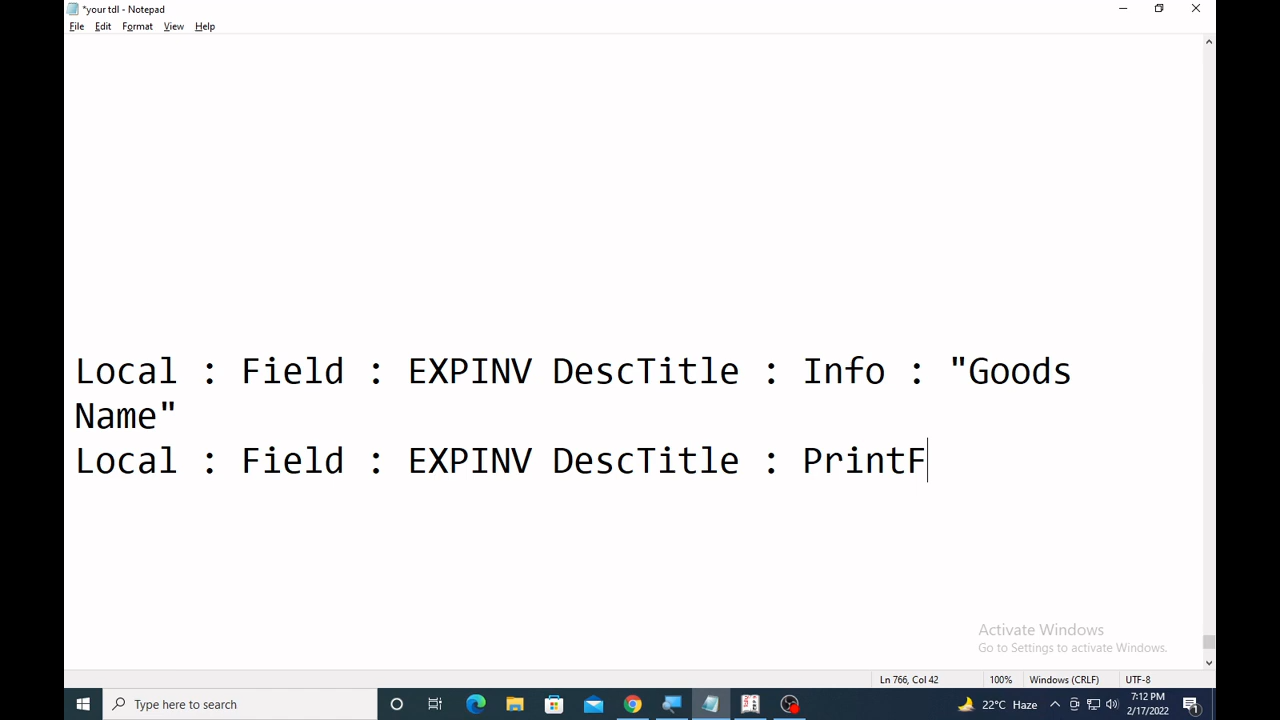 *your tdl - Notepad
File Edit Format View Help
Local : Field : EXPINV DescTitle : Info : "Goods
Name"
Local : Field : EXPINV DescTitle : PrintF
Activate Windows
Go to Settings to activate Windows.
Ln 766, Col 42 100% Windows (CRLF) UTF-8
Type here to search
22°C Haze
7:12 PM
2/17/2022
1